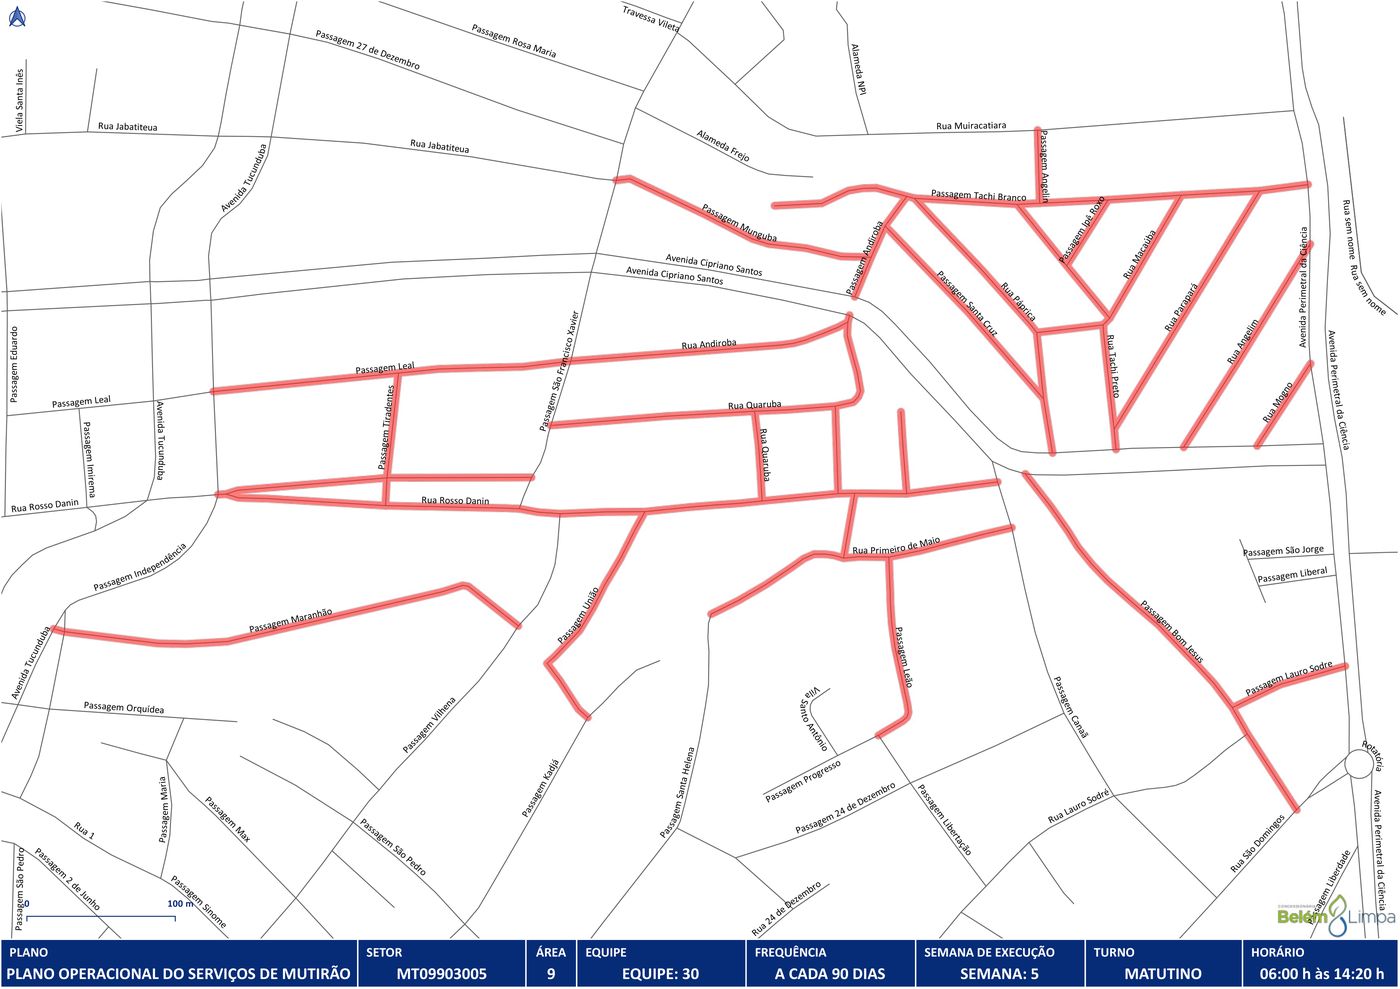 Travessa Vileta
Passagem Rosa Maria
Passagem 27 de Dezembro
Alameda NPI
Viela Santa Inês
Rua Jabatiteua
Rua Jabatiteua
Rua Muiracatiara
Alameda Frejo
Passagem Angelin
Avenida Tucunduba
Passagem Tachi Branco
Passagem Munguba
Passagem Ipê Roxo
Passagem Andiroba
Rua Macaúba
Avenida Perimetral da Ciência
Rua sem nome
Rua sem nome
Avenida Cipriano Santos
Avenida Cipriano Santos
Passagem Santa Cruz
Rua Páprica
Rua Parapará
Rua Angelim
Passagem Eduardo
Passagem São Francisco Xavier
Rua Andiroba
Passagem Leal
Rua Tachi Preto
Avenida Perimetral da Ciência
Passagem Leal
Passagem Tiradentes
Rua Quaruba
Rua Mogno
Avenida Tucunduba
Passagem Imirema
Rua Quaruba
Rua Rosso Danin
Rua Rosso Danin
Rua Primeiro de Maio
Passagem São Jorge
Passagem Liberal
Passagem Independência
Passagem Maranhão
Passagem União
Passagem Leão
Passagem Bom Jesus
Passagem Lauro Sodre
Avenida Tucunduba
Passagem Orquídea
Passagem Vilhena
Vila
Santo Antônio
Passagem Canaã
Rotatória
Passagem Kadjá
Passagem Santa Helena
Passagem Progresso
Passagem 24 de Dezembro
Passagem Libertação
Rua Lauro Sodré
Passagem Maria
Passagem Max
Passagem São Pedro
Rua São Domingos
Avenida Perimetral da Ciência
Rua 1
Passagem São Pedro
Passagem 2 de Junho
Passagem Sinome
Rua 24 de Dezembro
Passagem Liberdade
0 100 m
Belém Limpa
PLANO
PLANO OPERACIONAL DO SERVIÇOS DE MUTIRÃO
SETOR
MT09903005
ÁREA
9
EQUIPE
EQUIPE: 30
FREQUÊNCIA
A CADA 90 DIAS
SEMANA DE EXECUÇÃO
SEMANA: 5
TURNO
MATUTINO
HORÁRIO
06:00 h às 14:20 h